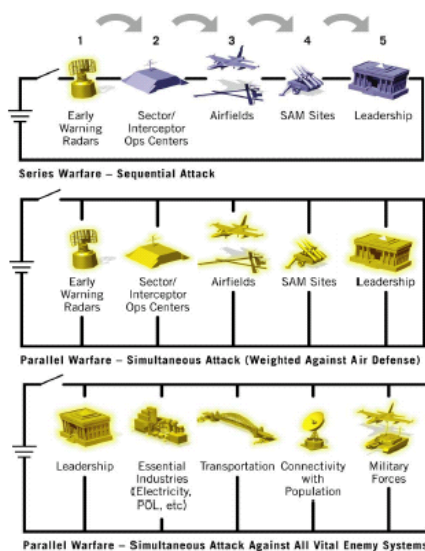 1 2 3 4 5
Early Warning Radars
Sector/ Interceptor Ops Centers
Airfields
SAM Sites
Leadership
Series Warfare – Sequential Attack
Early Warning Radars
Sector/ Interceptor Ops Centers
Airfields
SAM Sites
Leadership
Parallel Warfare – Simultaneous Attack (Weighted Against Air Defense)
Leadership
Essential Industries (Electricity, POL, etc)
Transportation
Connectivity with Population
Military Forces
Parallel Warfare – Simultaneous Attack Against All Vital Enemy Systems